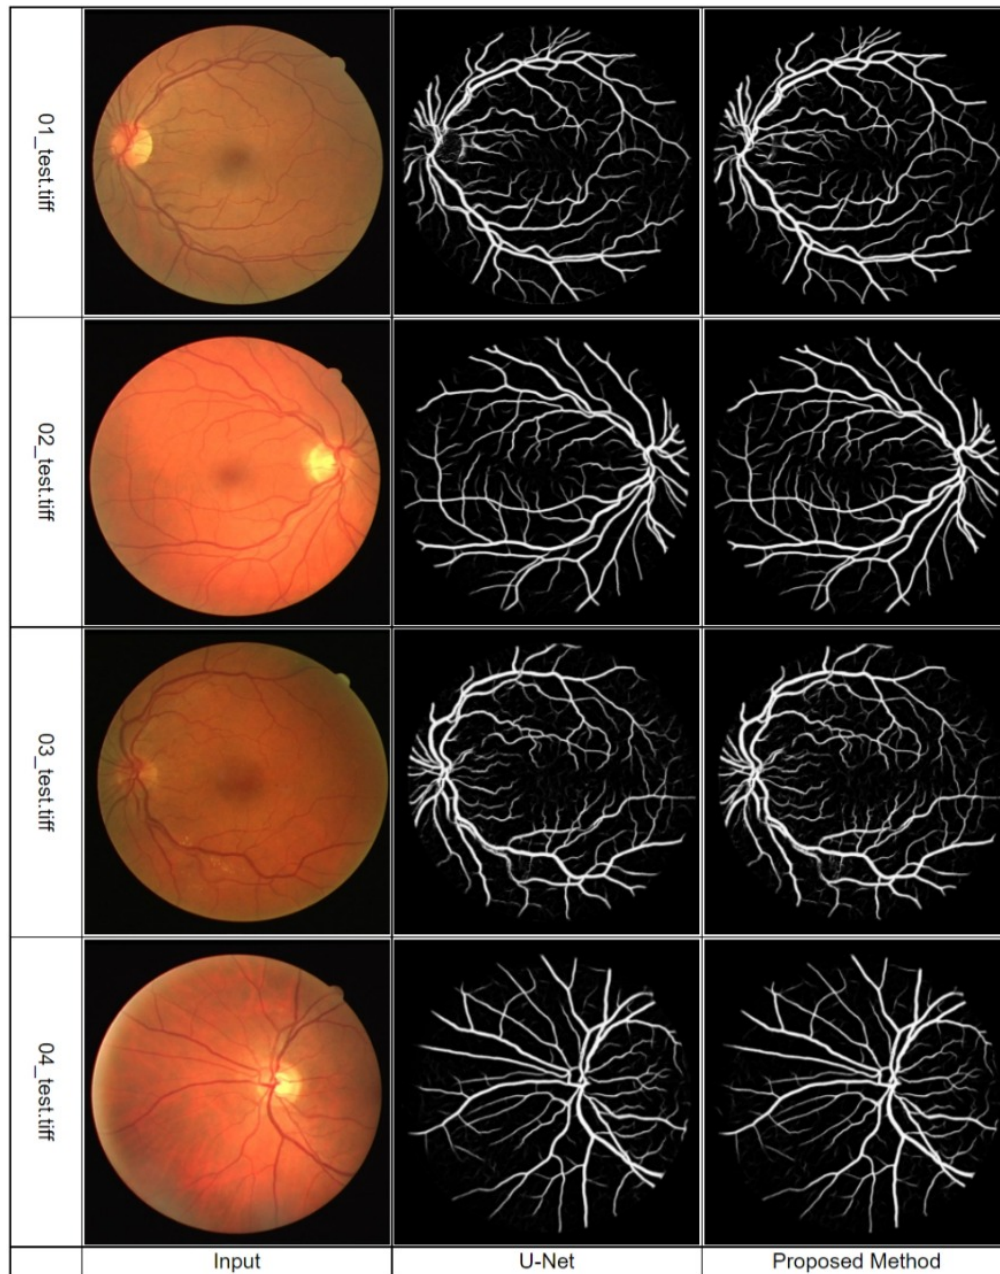 01_test.tiff
02_test.tiff
03_test.tiff
04_test.tiff
Input
U-Net
Proposed Method